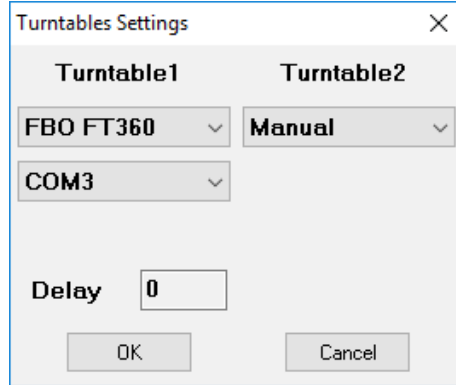 Turntables Settings
Turntable1 Turntable2
FBO FT360 Manual
COM3
Delay 0
OK Cancel